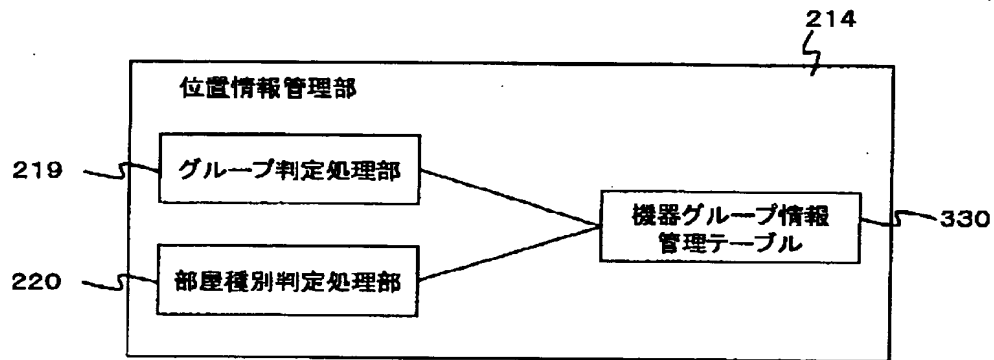 214
位置情報管理部
219
グループ判定処理部
機器グループ情報
管理テーブル
330
220
部屋種別判定処理部